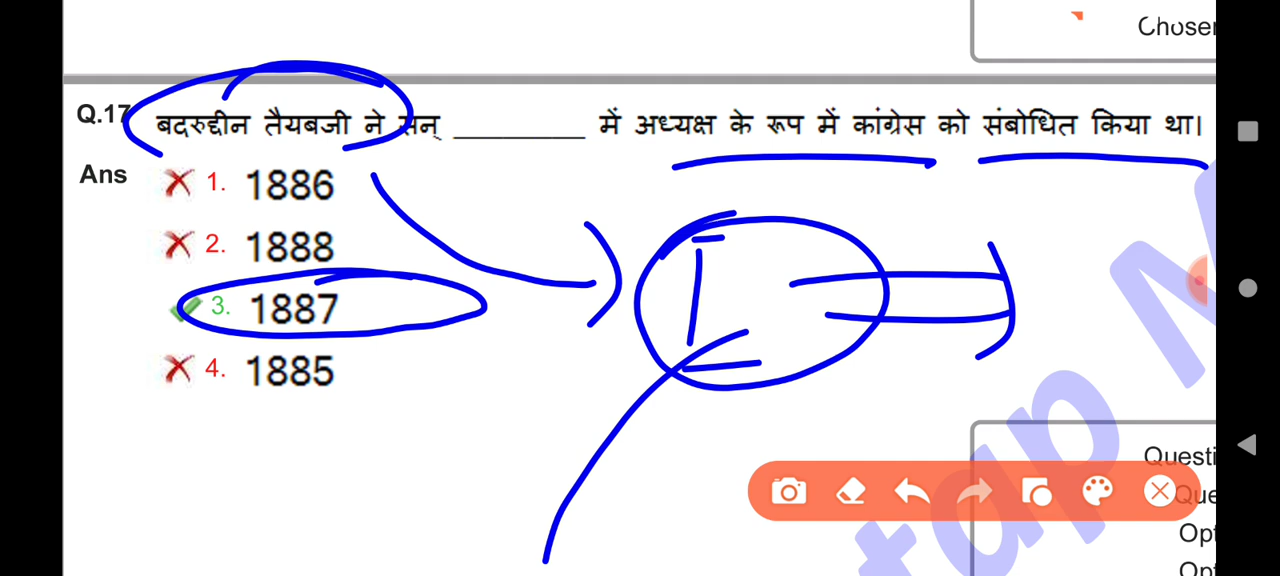 Chosen
Q.17 बदरुद्दीन तैयबजी ने सन् ________ में अध्यक्ष के रूप में कांग्रेस को संबोधित किया था।
Ans 1. 1886
2. 1888
3. 1887
4. 1885
I
Questi
Que
Opt